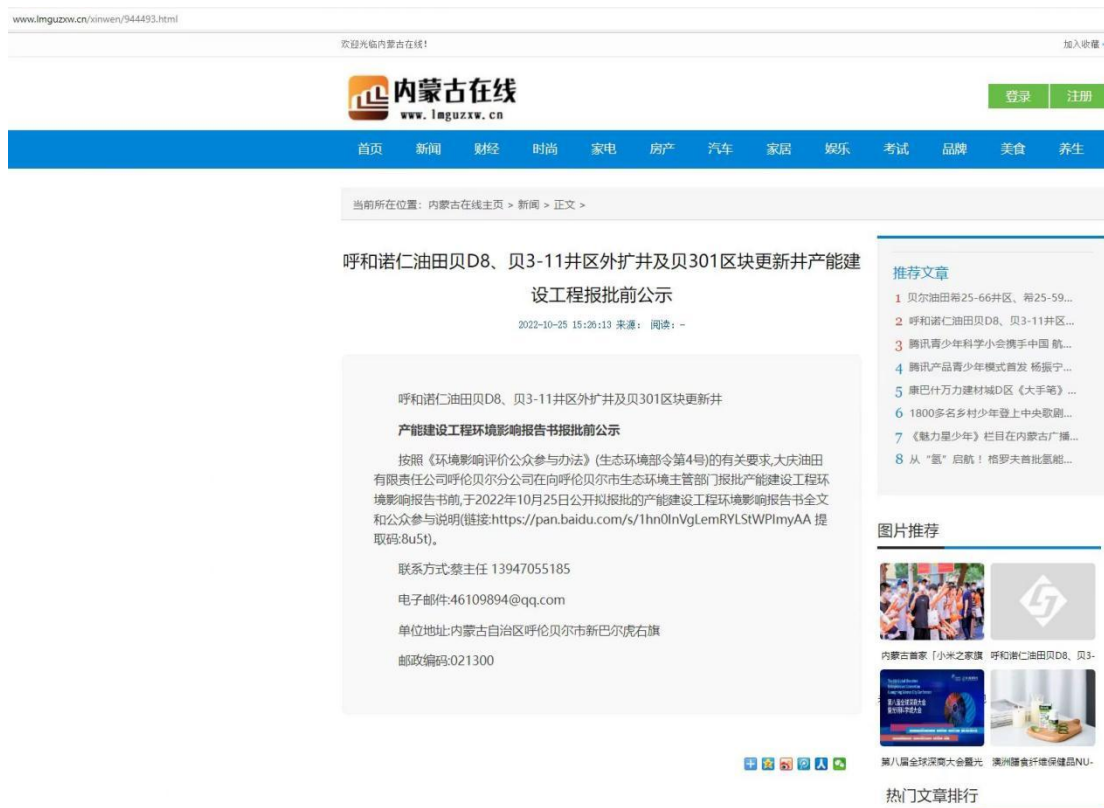 www.lmguzxw.cn/xinwen/944493.html
欢迎光临内蒙古在线!
加入收藏
内蒙古在线
www.lmguzxw.cn
登录 注册
首页 新闻 财经 时尚 家电 房产 汽车 家居 娱乐 考试 品牌 美食 养生
当前所在位置: 内蒙古在线主页 > 新闻 > 正文 >
呼和诺仁油田贝D8、贝3-11井区外扩井及贝301区块更新井产能建
设工程报批前公示
2022-10-25 15:26:13 来源: 阅读: -
呼和诺仁油田贝D8、贝3-11井区外扩井及贝301区块更新井
产能建设工程环境影响报告书报批前公示
按照《环境影响评价公众参与办法》(生态环境部令第4号)的有关要求,大庆油田
有限责任公司呼伦贝尔分公司在向呼伦贝尔市生态环境主管部门报批产能建设工程环
境影响报告书前,于2022年10月25日公开拟报批的产能建设工程环境影响报告书全文
和公众参与说明(链接:https://pan.baidu.com/s/1hn0InVgLemRYLStWPImyAA 提
取码:8u5t)。
联系方式:蔡主任 13947055185
电子邮件:46109894@qq.com
单位地址:内蒙古自治区呼伦贝尔市新巴尔虎右旗
邮政编码:021300
推荐文章
1 贝尔油田希25-66井区、希25-59...
2 呼和诺仁油田贝D8、贝3-11井区...
3 腾讯青少年科学小会携手中国 航...
4 腾讯产品青少年模式首发 杨振宁...
5 康巴什万力建材城D区《大手笔》...
6 1800多名乡村少年登上中央歌剧...
7 《魅力星少年》栏目在内蒙古广播...
8 从“氢”启航！格罗夫首批氢能...
图片推荐
内蒙古首家「小米之家旗 呼和诺仁油田贝D8、贝3-
第八届全球深商大会暨光 澳洲膳食纤维保健品NU-
热门文章排行